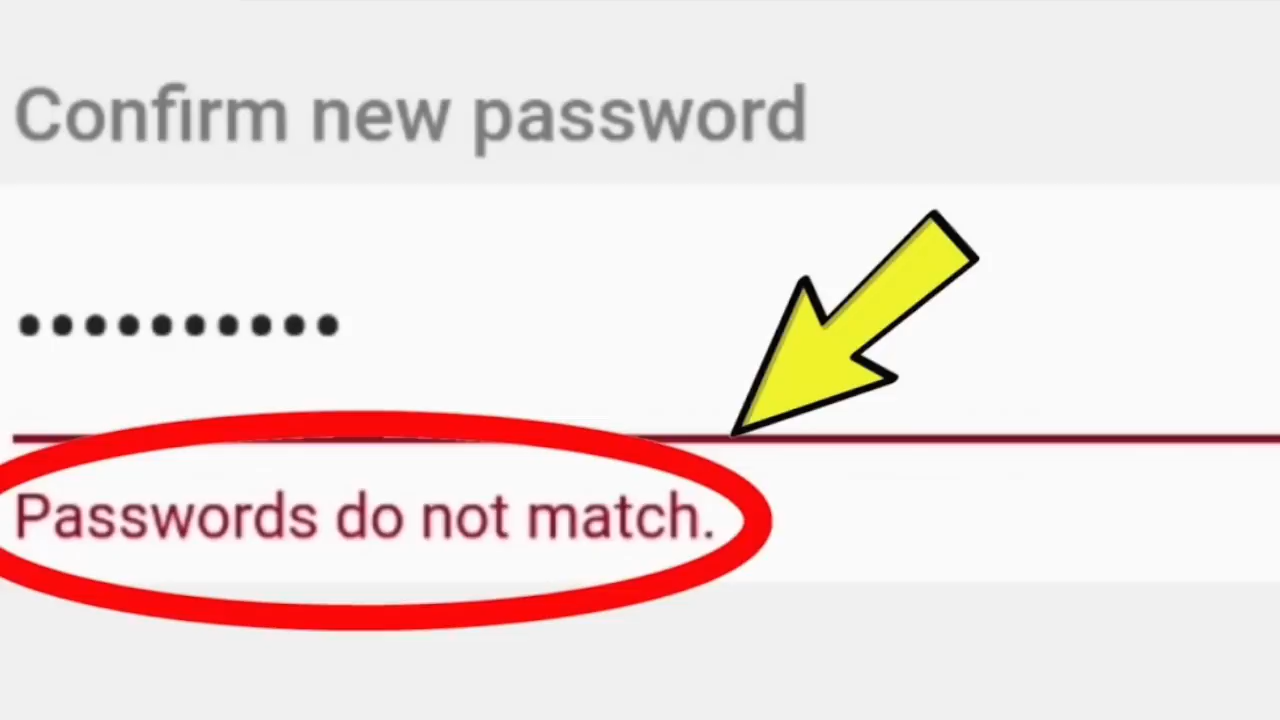 Confirm new password
••••••••••
Passwords do not match.